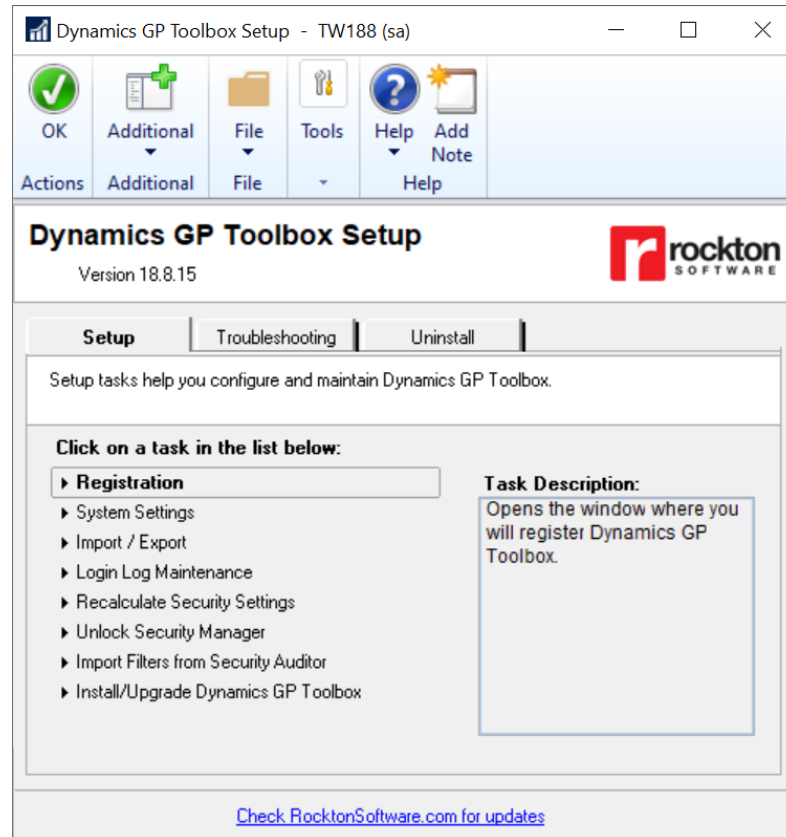 Dynamics GP Toolbox Setup - TW188 (sa)
OK
Additional
File
Tools
Help
Add
Note
Actions
Additional
File
Help
Dynamics GP Toolbox Setup
Version 18.8.15
rockton
SOFTWARE
Setup
Troubleshooting
Uninstall
Setup tasks help you configure and maintain Dynamics GP Toolbox.
Click on a task in the list below:
Registration
System Settings
Import / Export
Login Log Maintenance
Recalculate Security Settings
Unlock Security Manager
Import Filters from Security Auditor
Install/Upgrade Dynamics GP Toolbox
Task Description:
Opens the window where you
will register Dynamics GP
Toolbox.
Check RocktonSoftware.com for updates